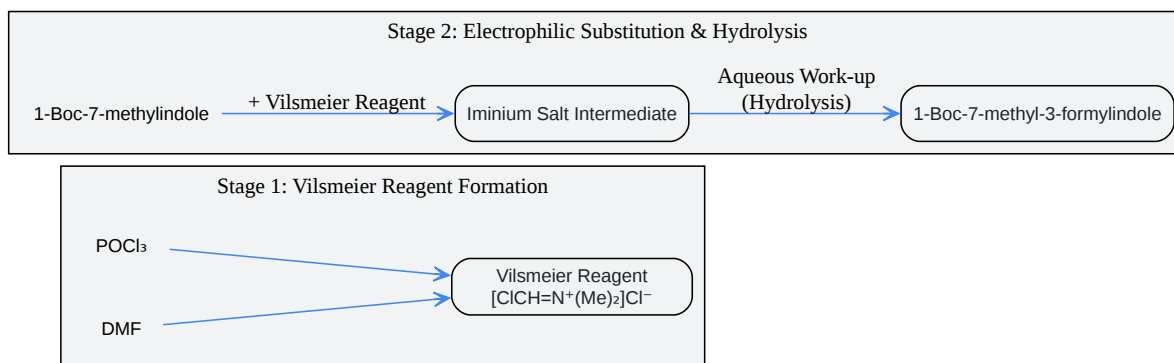 Stage 2: Electrophilic Substitution & Hydrolysis
1-Boc-7-methylindole
+ Vilsmeier Reagent
Iminium Salt Intermediate
Aqueous Work-up
(Hydrolysis)
1-Boc-7-methyl-3-formylindole
Stage 1: Vilsmeier Reagent Formation
POCl₃
DMF
Vilsmeier Reagent
[ClCH=N⁺(Me)₂]Cl⁻